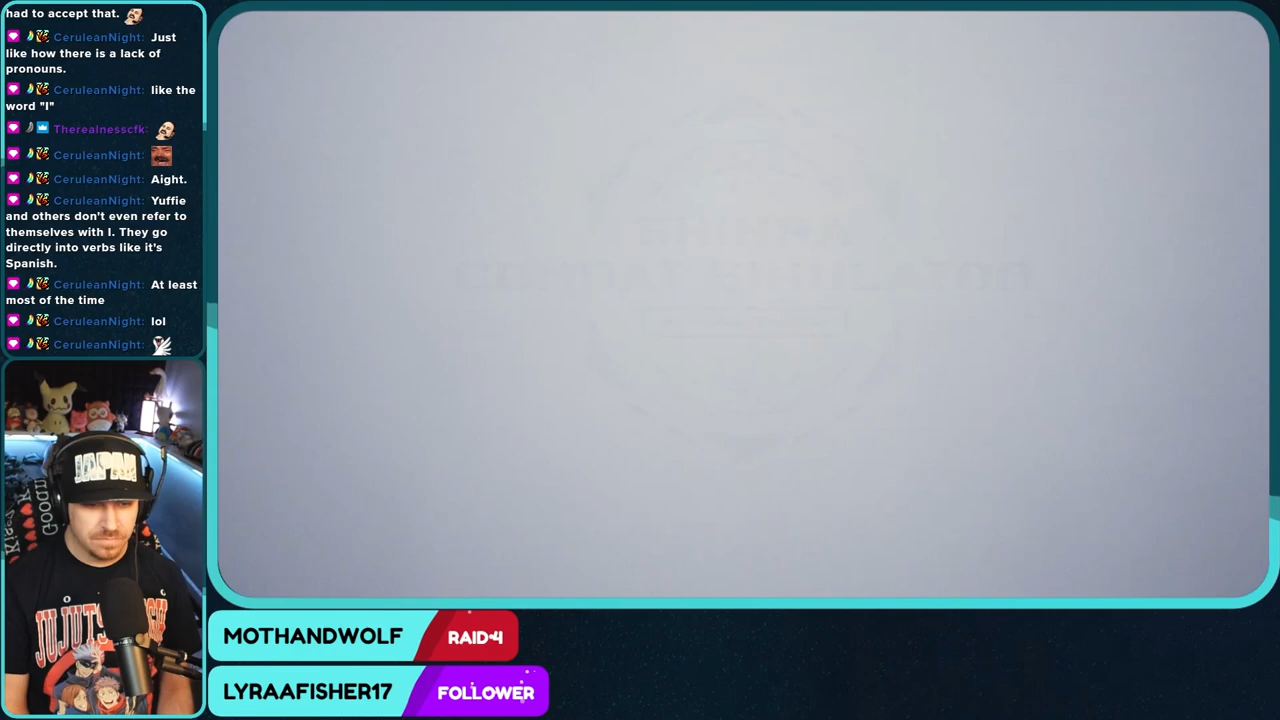 had to accept that.
CeruleanNight: Just
like how there is a lack of
pronouns.
CeruleanNight: like the
word "I"
Therealnesscfk:
CeruleanNight:
CeruleanNight: Aight.
CeruleanNight: Yuffie
and others don't even refer to
themselves with I. They go
directly into verbs like it's
Spanish.
CeruleanNight: At least
most of the time
CeruleanNight: lol
CeruleanNight:
JAPAN
MOTHANDWOLF RAID•4
LYRAAFISHER17 FOLLOWER